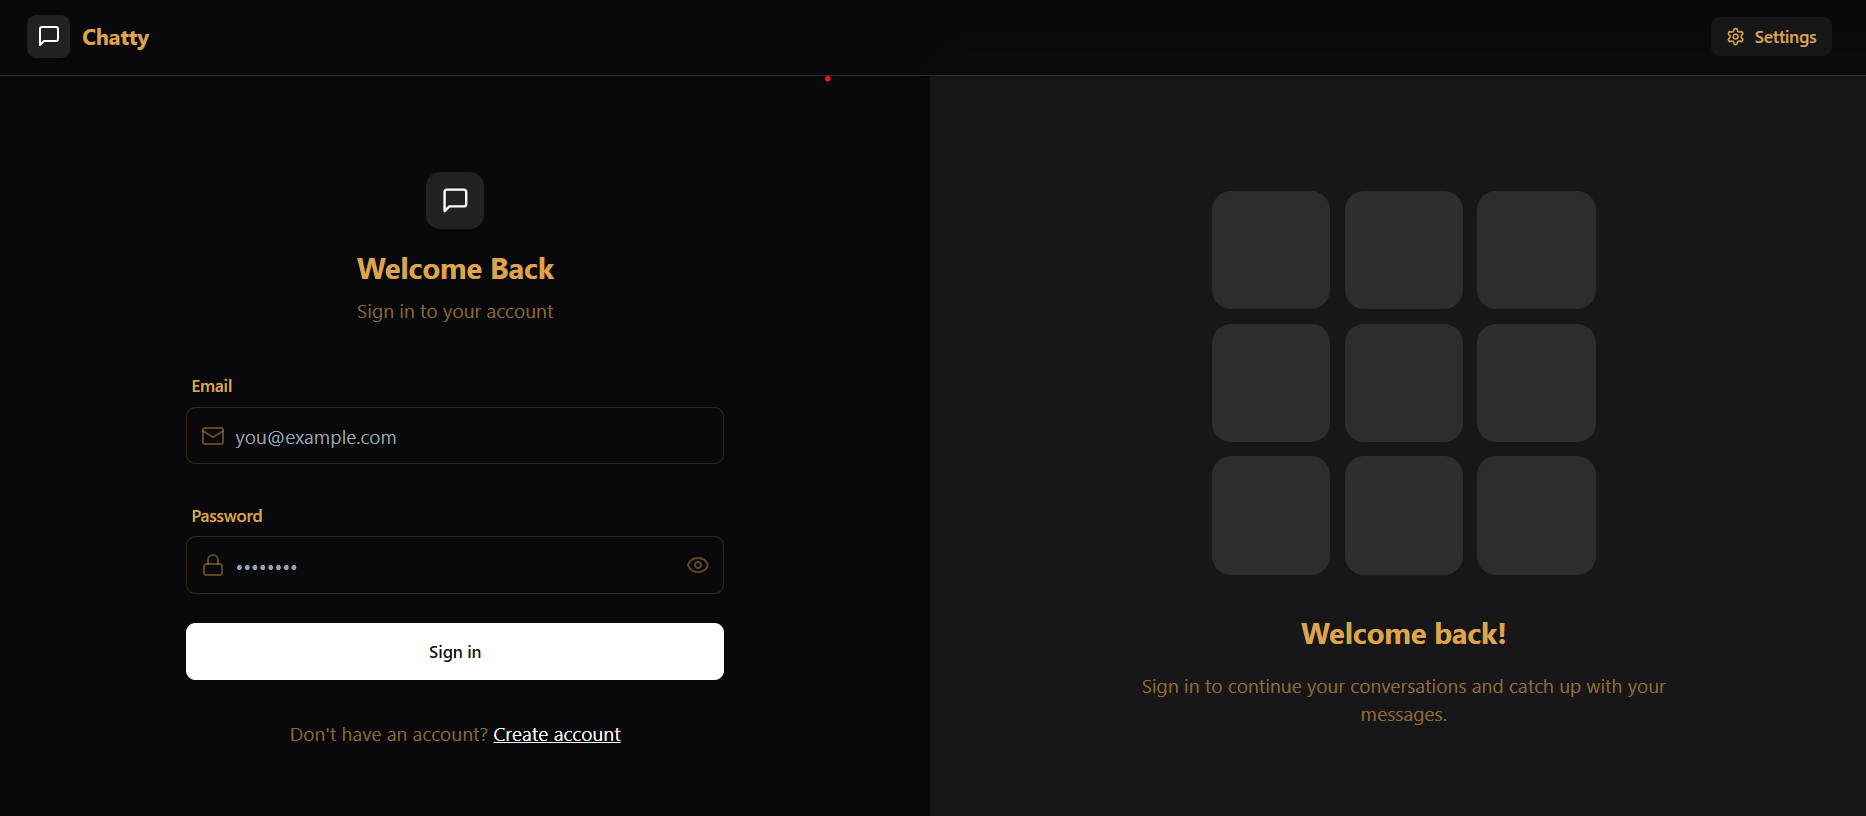 Chatty
Settings
Welcome Back
Sign in to your account
Email
you@example.com
Password
••••••••
Sign in
Don't have an account? Create account
Welcome back!
Sign in to continue your conversations and catch up with your
messages.